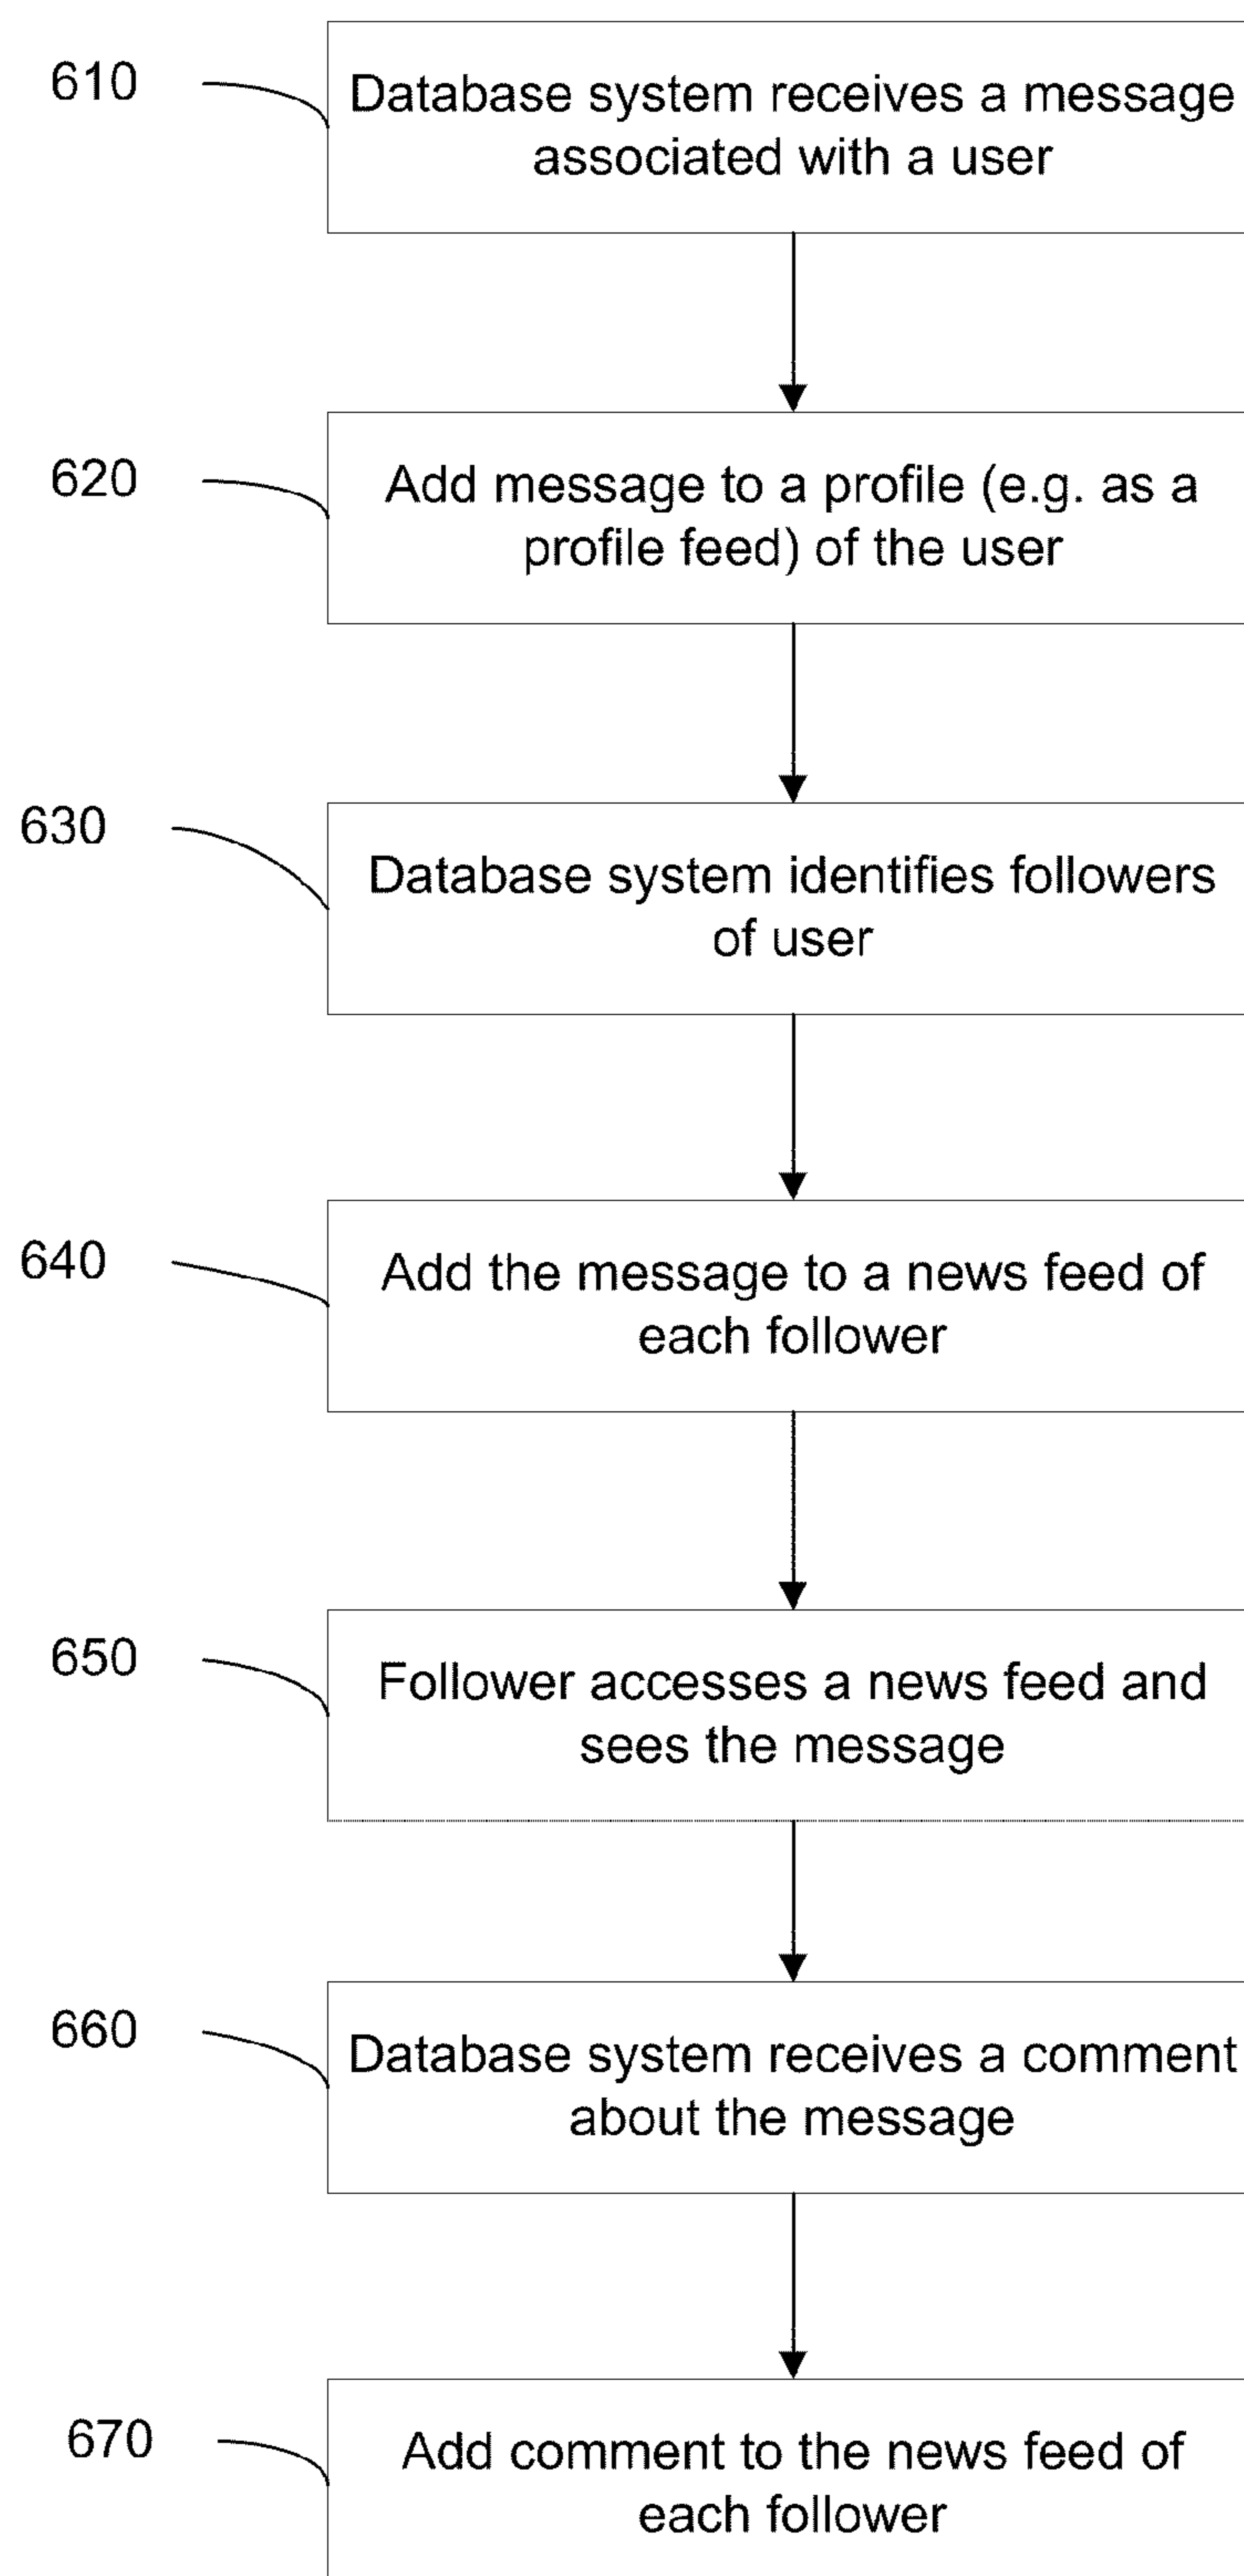 610
Database system receives a message
associated with a user
620
Add message to a profile (e.g. as a
profile feed) of the user
630
Database system identifies followers
of user
640
Add the message to a news feed of
each follower
650
Follower accesses a news feed and
sees the message
660
Database system receives a comment
about the message
670
Add comment to the news feed of
each follower